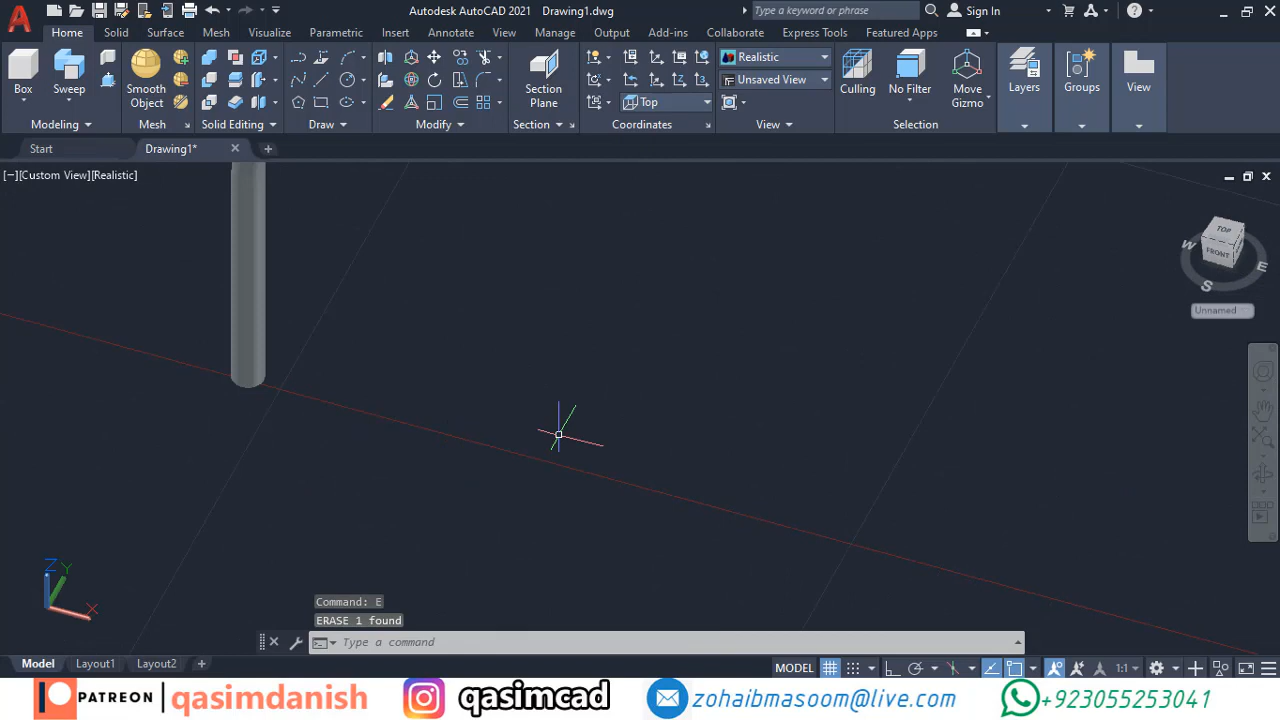 Autodesk AutoCAD 2021 Drawing1.dwg
Type a keyword or phrase
Sign In
Home Solid Surface Mesh Visualize Parametric Insert Annotate View Manage Output Add-ins Collaborate Express Tools Featured Apps
Box
Sweep
Smooth
Object
Section
Plane
Realistic
Unsaved View
Top
Culling
No Filter
Move
Gizmo
Layers
Groups
View
Modeling
Mesh
Solid Editing
Draw
Modify
Section
Coordinates
View
Selection
Start
Drawing1*
[−][Custom View][Realistic]
TOP
FRONT
W
E
S
Unnamed
Z
Y
X
Command: E
ERASE 1 found
Type a command
Model
Layout1
Layout2
MODEL
1:1
PATREON
qasimdanish
qasimcad
zohaibmasoom@live.com
+923055253041